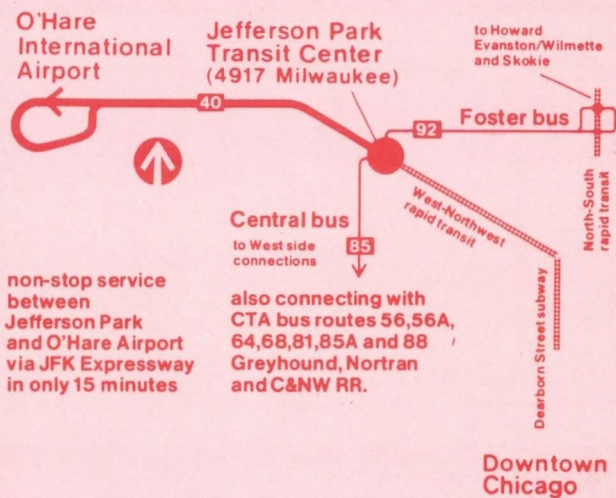 O'Hare
International
Airport
Jefferson Park
Transit Center
(4917 Milwaukee)
to Howard
Evanston/Wilmette
and Skokie
40
92
Foster bus
West-Northwest
rapid transit
North-South
rapid transit
Central bus
to West side
connections
85
non-stop service
between
Jefferson Park
and O'Hare Airport
via JFK Expressway
in only 15 minutes
also connecting with
CTA bus routes 56,56A,
64,68,81,85A and 88
Greyhound, Nortran
and C&NW RR.
Dearborn Street subway
Downtown
Chicago